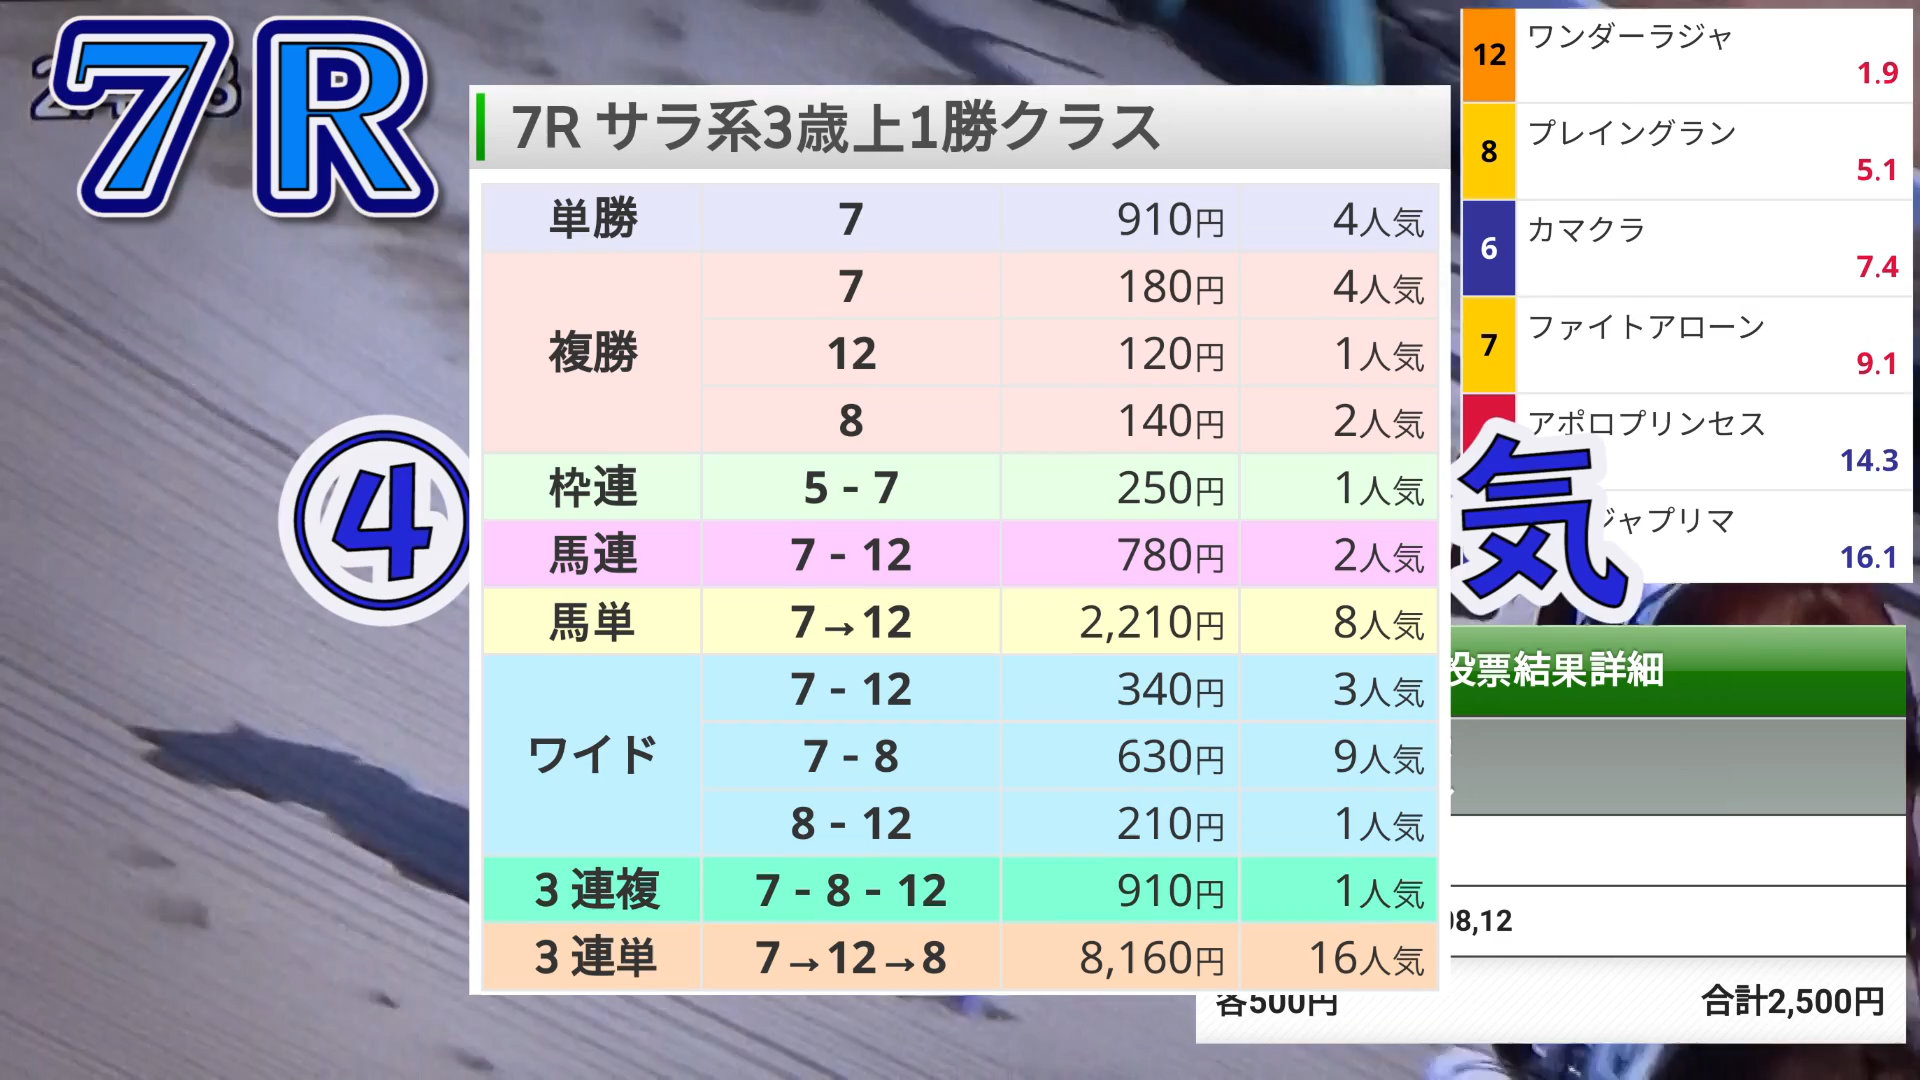 7R
7R サラ系3歳上1勝クラス
単勝 7 910円 4人気
複勝 7 180円 4人気
12 120円 1人気
8 140円 2人気
枠連 5 - 7 250円 1人気
馬連 7 - 12 780円 2人気
馬単 7→12 2,210円 8人気
ワイド 7 - 12 340円 3人気
7 - 8 630円 9人気
8 - 12 210円 1人気
3連複 7 - 8 - 12 910円 1人気
3連単 7→12→8 8,160円 16人気
④
気
12 ワンダーラジャ
1.9
8 プレイングラン
5.1
6 カマクラ
7.4
7 ファイトアローン
9.1
アポロプリンセス
14.3
ジャプリマ
16.1
投票結果詳細
8,12
各500円 合計2,500円